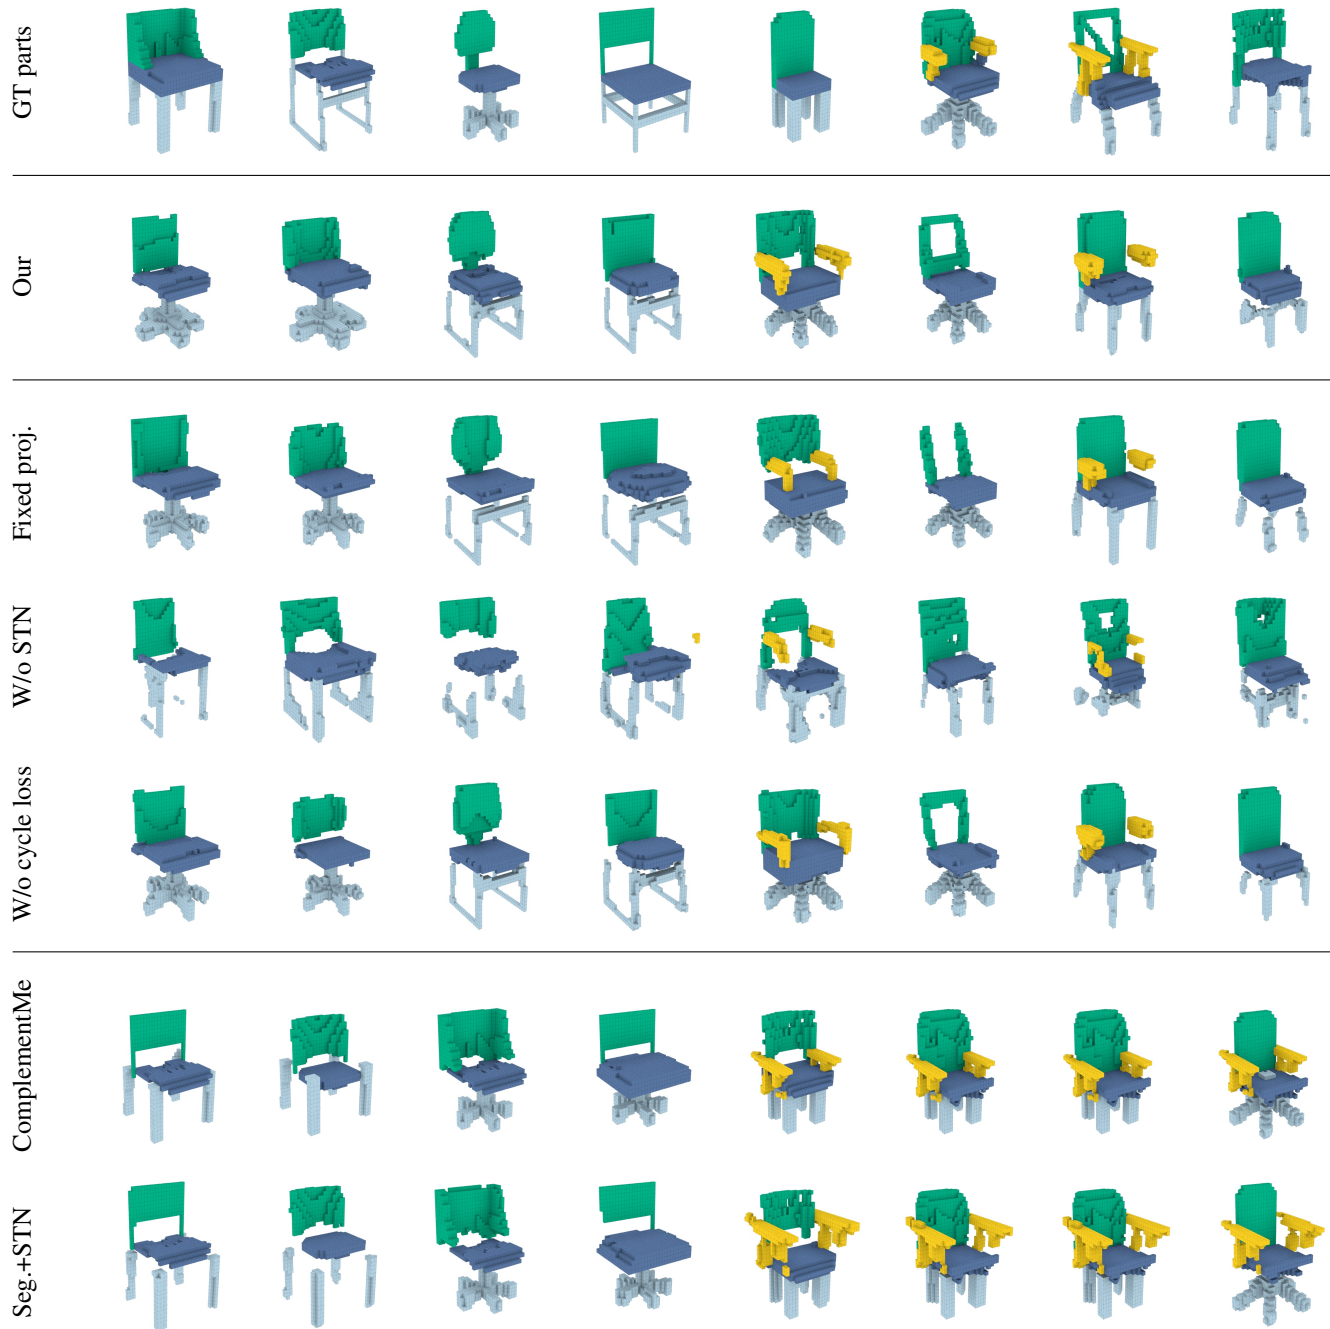 GT parts
Our
Fixed proj.
W/o STN
W/o cycle loss
ComplementMe
Seg.+STN